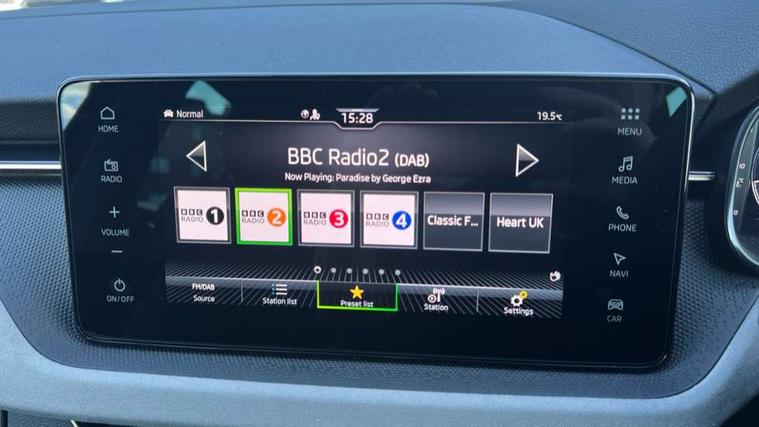 Normal
15:28
19.5℃
HOME
RADIO
+
VOLUME
−
ON/OFF
BBC Radio2 (DAB)
Now Playing: Paradise by George Ezra
BBC RADIO 1
BBC RADIO 2
BBC RADIO 3
BBC RADIO 4
Classic F...
Heart UK
FM/DAB
Source
Station list
Preset list
Station
Settings
MENU
MEDIA
PHONE
NAVI
CAR